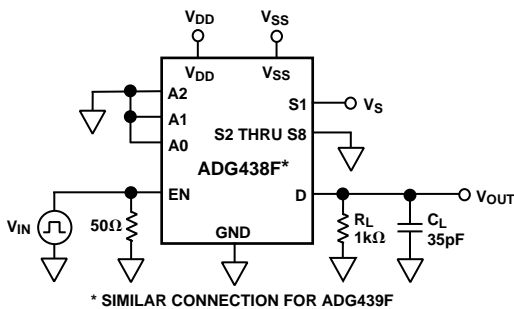 VDD VSS
VDD VSS
A2
A1
A0
S1 VS
S2 THRU S8
ADG438F*
EN D VOUT
VIN 50Ω
GND
RL
1kΩ
CL
35pF
* SIMILAR CONNECTION FOR ADG439F